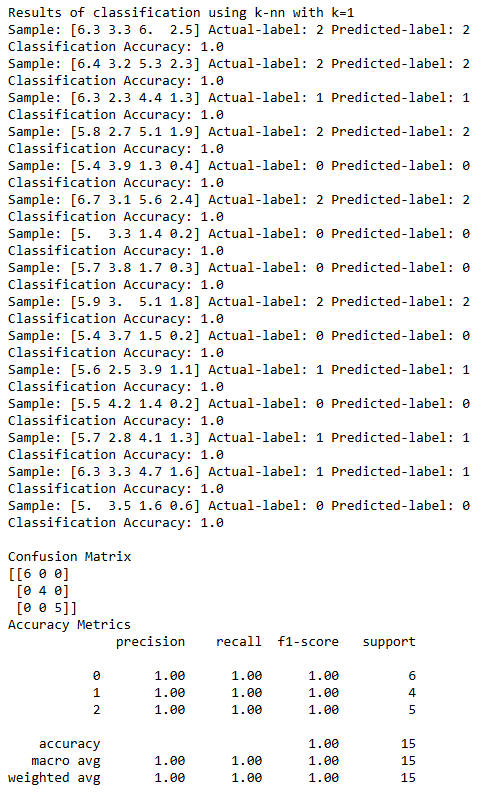 Results of classification using k-nn with k=1
Sample: [6.3 3.3 6.  2.5] Actual-label: 2 Predicted-label: 2
Classification Accuracy: 1.0
Sample: [6.4 3.2 5.3 2.3] Actual-label: 2 Predicted-label: 2
Classification Accuracy: 1.0
Sample: [6.3 2.3 4.4 1.3] Actual-label: 1 Predicted-label: 1
Classification Accuracy: 1.0
Sample: [5.8 2.7 5.1 1.9] Actual-label: 2 Predicted-label: 2
Classification Accuracy: 1.0
Sample: [5.4 3.9 1.3 0.4] Actual-label: 0 Predicted-label: 0
Classification Accuracy: 1.0
Sample: [6.7 3.1 5.6 2.4] Actual-label: 2 Predicted-label: 2
Classification Accuracy: 1.0
Sample: [5.  3.3 1.4 0.2] Actual-label: 0 Predicted-label: 0
Classification Accuracy: 1.0
Sample: [5.7 3.8 1.7 0.3] Actual-label: 0 Predicted-label: 0
Classification Accuracy: 1.0
Sample: [5.9 3.  5.1 1.8] Actual-label: 2 Predicted-label: 2
Classification Accuracy: 1.0
Sample: [5.4 3.7 1.5 0.2] Actual-label: 0 Predicted-label: 0
Classification Accuracy: 1.0
Sample: [5.6 2.5 3.9 1.1] Actual-label: 1 Predicted-label: 1
Classification Accuracy: 1.0
Sample: [5.5 4.2 1.4 0.2] Actual-label: 0 Predicted-label: 0
Classification Accuracy: 1.0
Sample: [5.7 2.8 4.1 1.3] Actual-label: 1 Predicted-label: 1
Classification Accuracy: 1.0
Sample: [6.3 3.3 4.7 1.6] Actual-label: 1 Predicted-label: 1
Classification Accuracy: 1.0
Sample: [5.  3.5 1.6 0.6] Actual-label: 0 Predicted-label: 0
Classification Accuracy: 1.0

Confusion Matrix
[[6 0 0]
 [0 4 0]
 [0 0 5]]
Accuracy Metrics
              precision    recall  f1-score   support

           0       1.00      1.00      1.00         6
           1       1.00      1.00      1.00         4
           2       1.00      1.00      1.00         5

    accuracy                           1.00        15
   macro avg       1.00      1.00      1.00        15
weighted avg       1.00      1.00      1.00        15